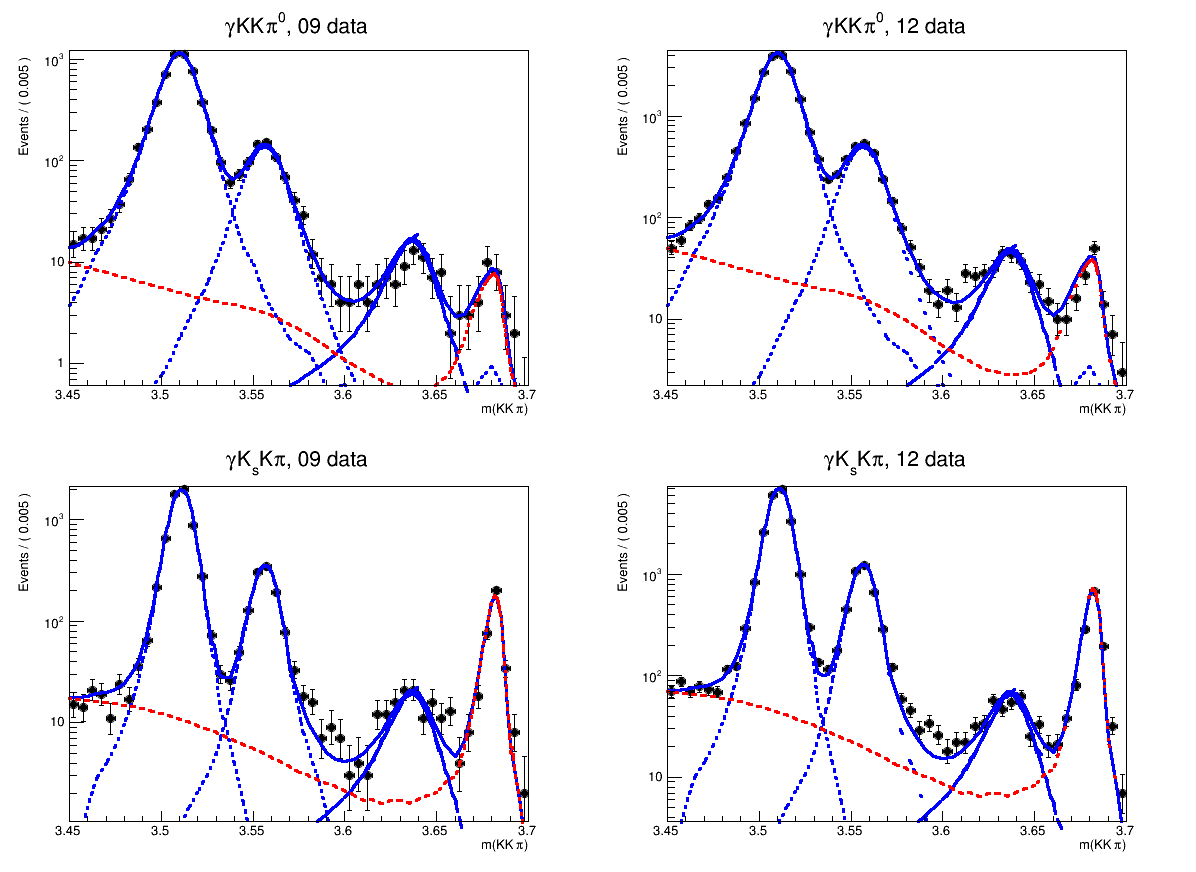 γKKπ⁰, 09 data
Events / ( 0.005 )
10³
10²
10
1
3.45 3.5 3.55 3.6 3.65 3.7
m(KK π)
γKKπ⁰, 12 data
Events / ( 0.005 )
10³
10²
10
3.45 3.5 3.55 3.6 3.65 3.7
m(KK π)
γKₛKπ, 09 data
Events / ( 0.005 )
10³
10²
10
3.45 3.5 3.55 3.6 3.65 3.7
m(KK π)
γKₛKπ, 12 data
Events / ( 0.005 )
10³
10²
10
3.45 3.5 3.55 3.6 3.65 3.7
m(KK π)